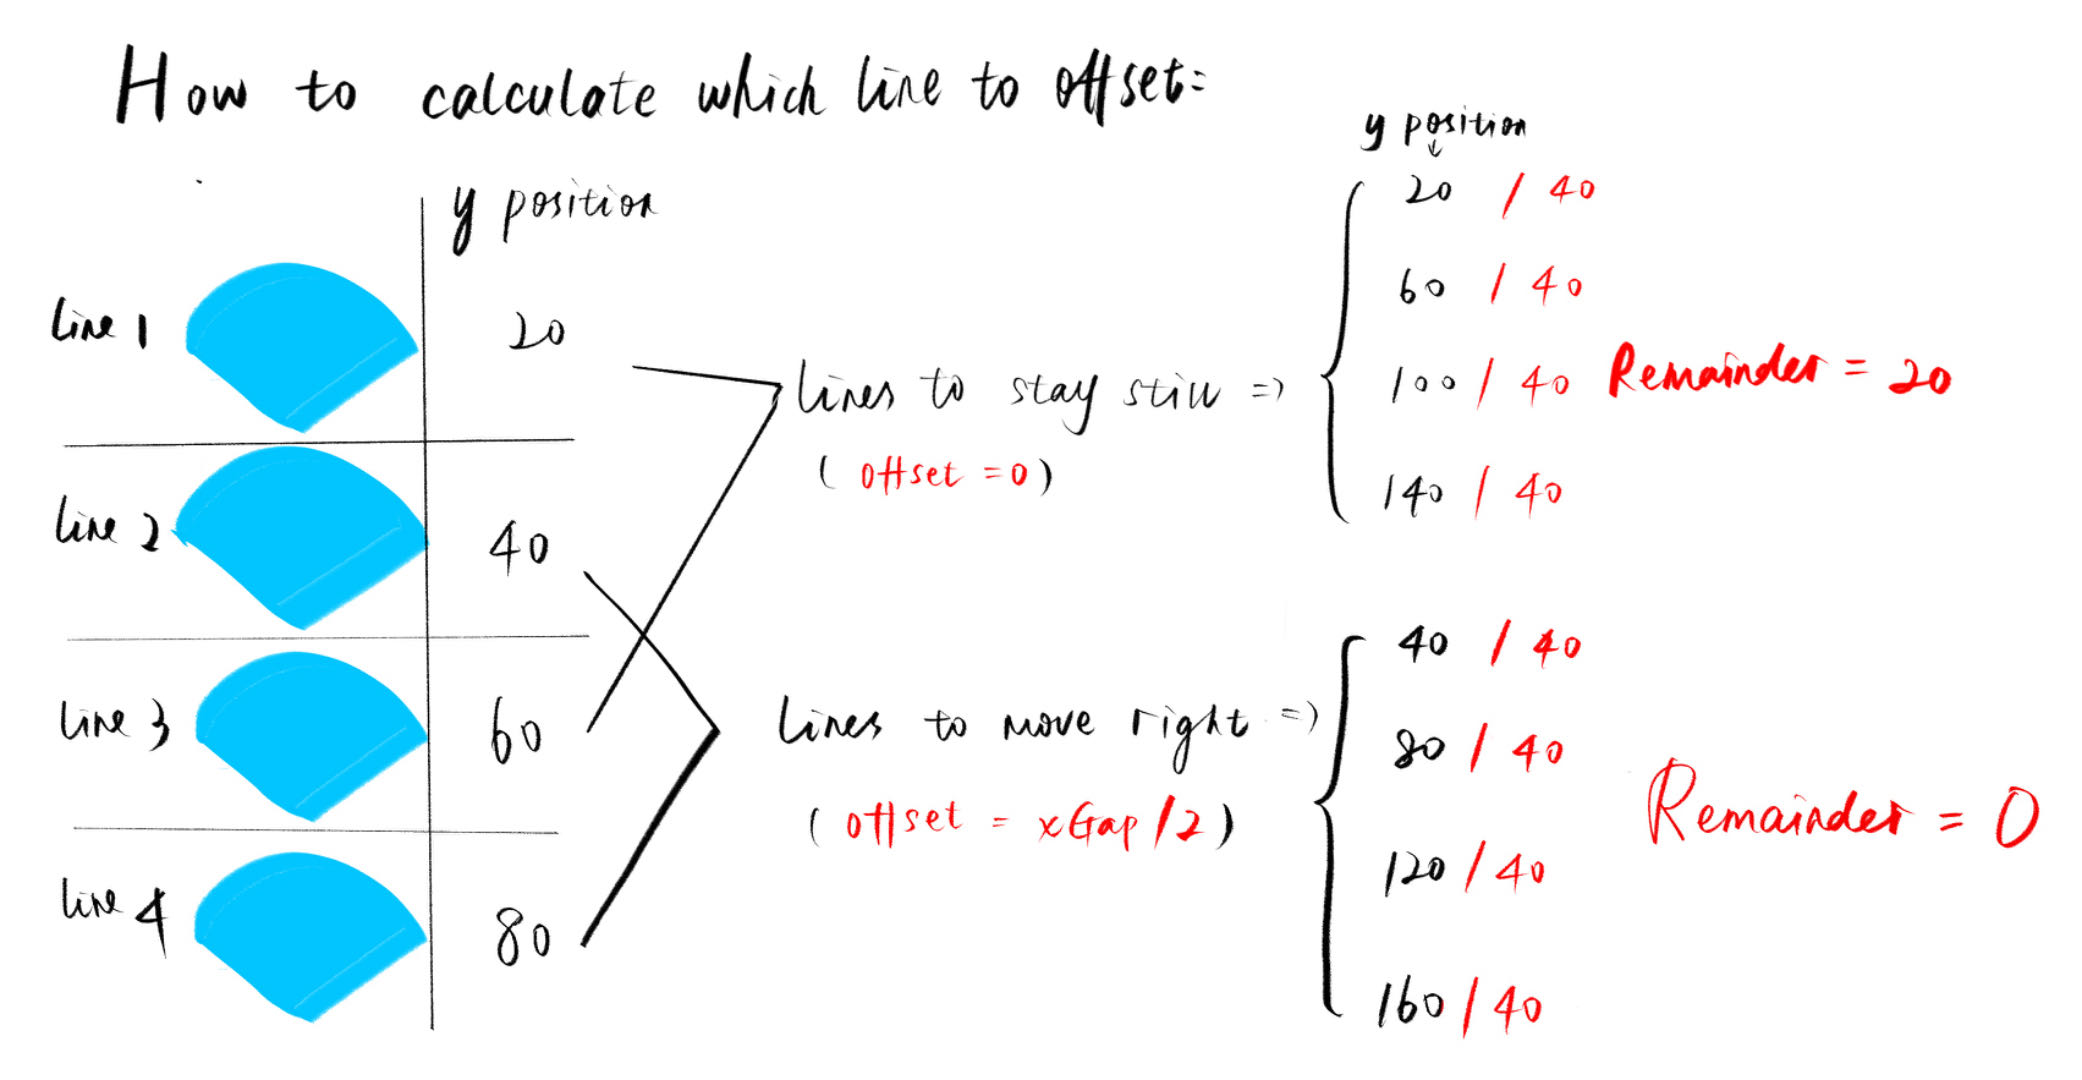 How to calculate which line to offset:
y position
line 1 20
line 2 40
line 3 60
line 4 80
lines to stay still =>
( offset = 0 )
y position
↓
20 / 40
60 / 40
100 / 40 Remainder = 20
140 / 40
Lines to move right =>
( offset = xGap / 2 )
40 / 40
80 / 40
Remainder = 0
120 / 40
160 / 40